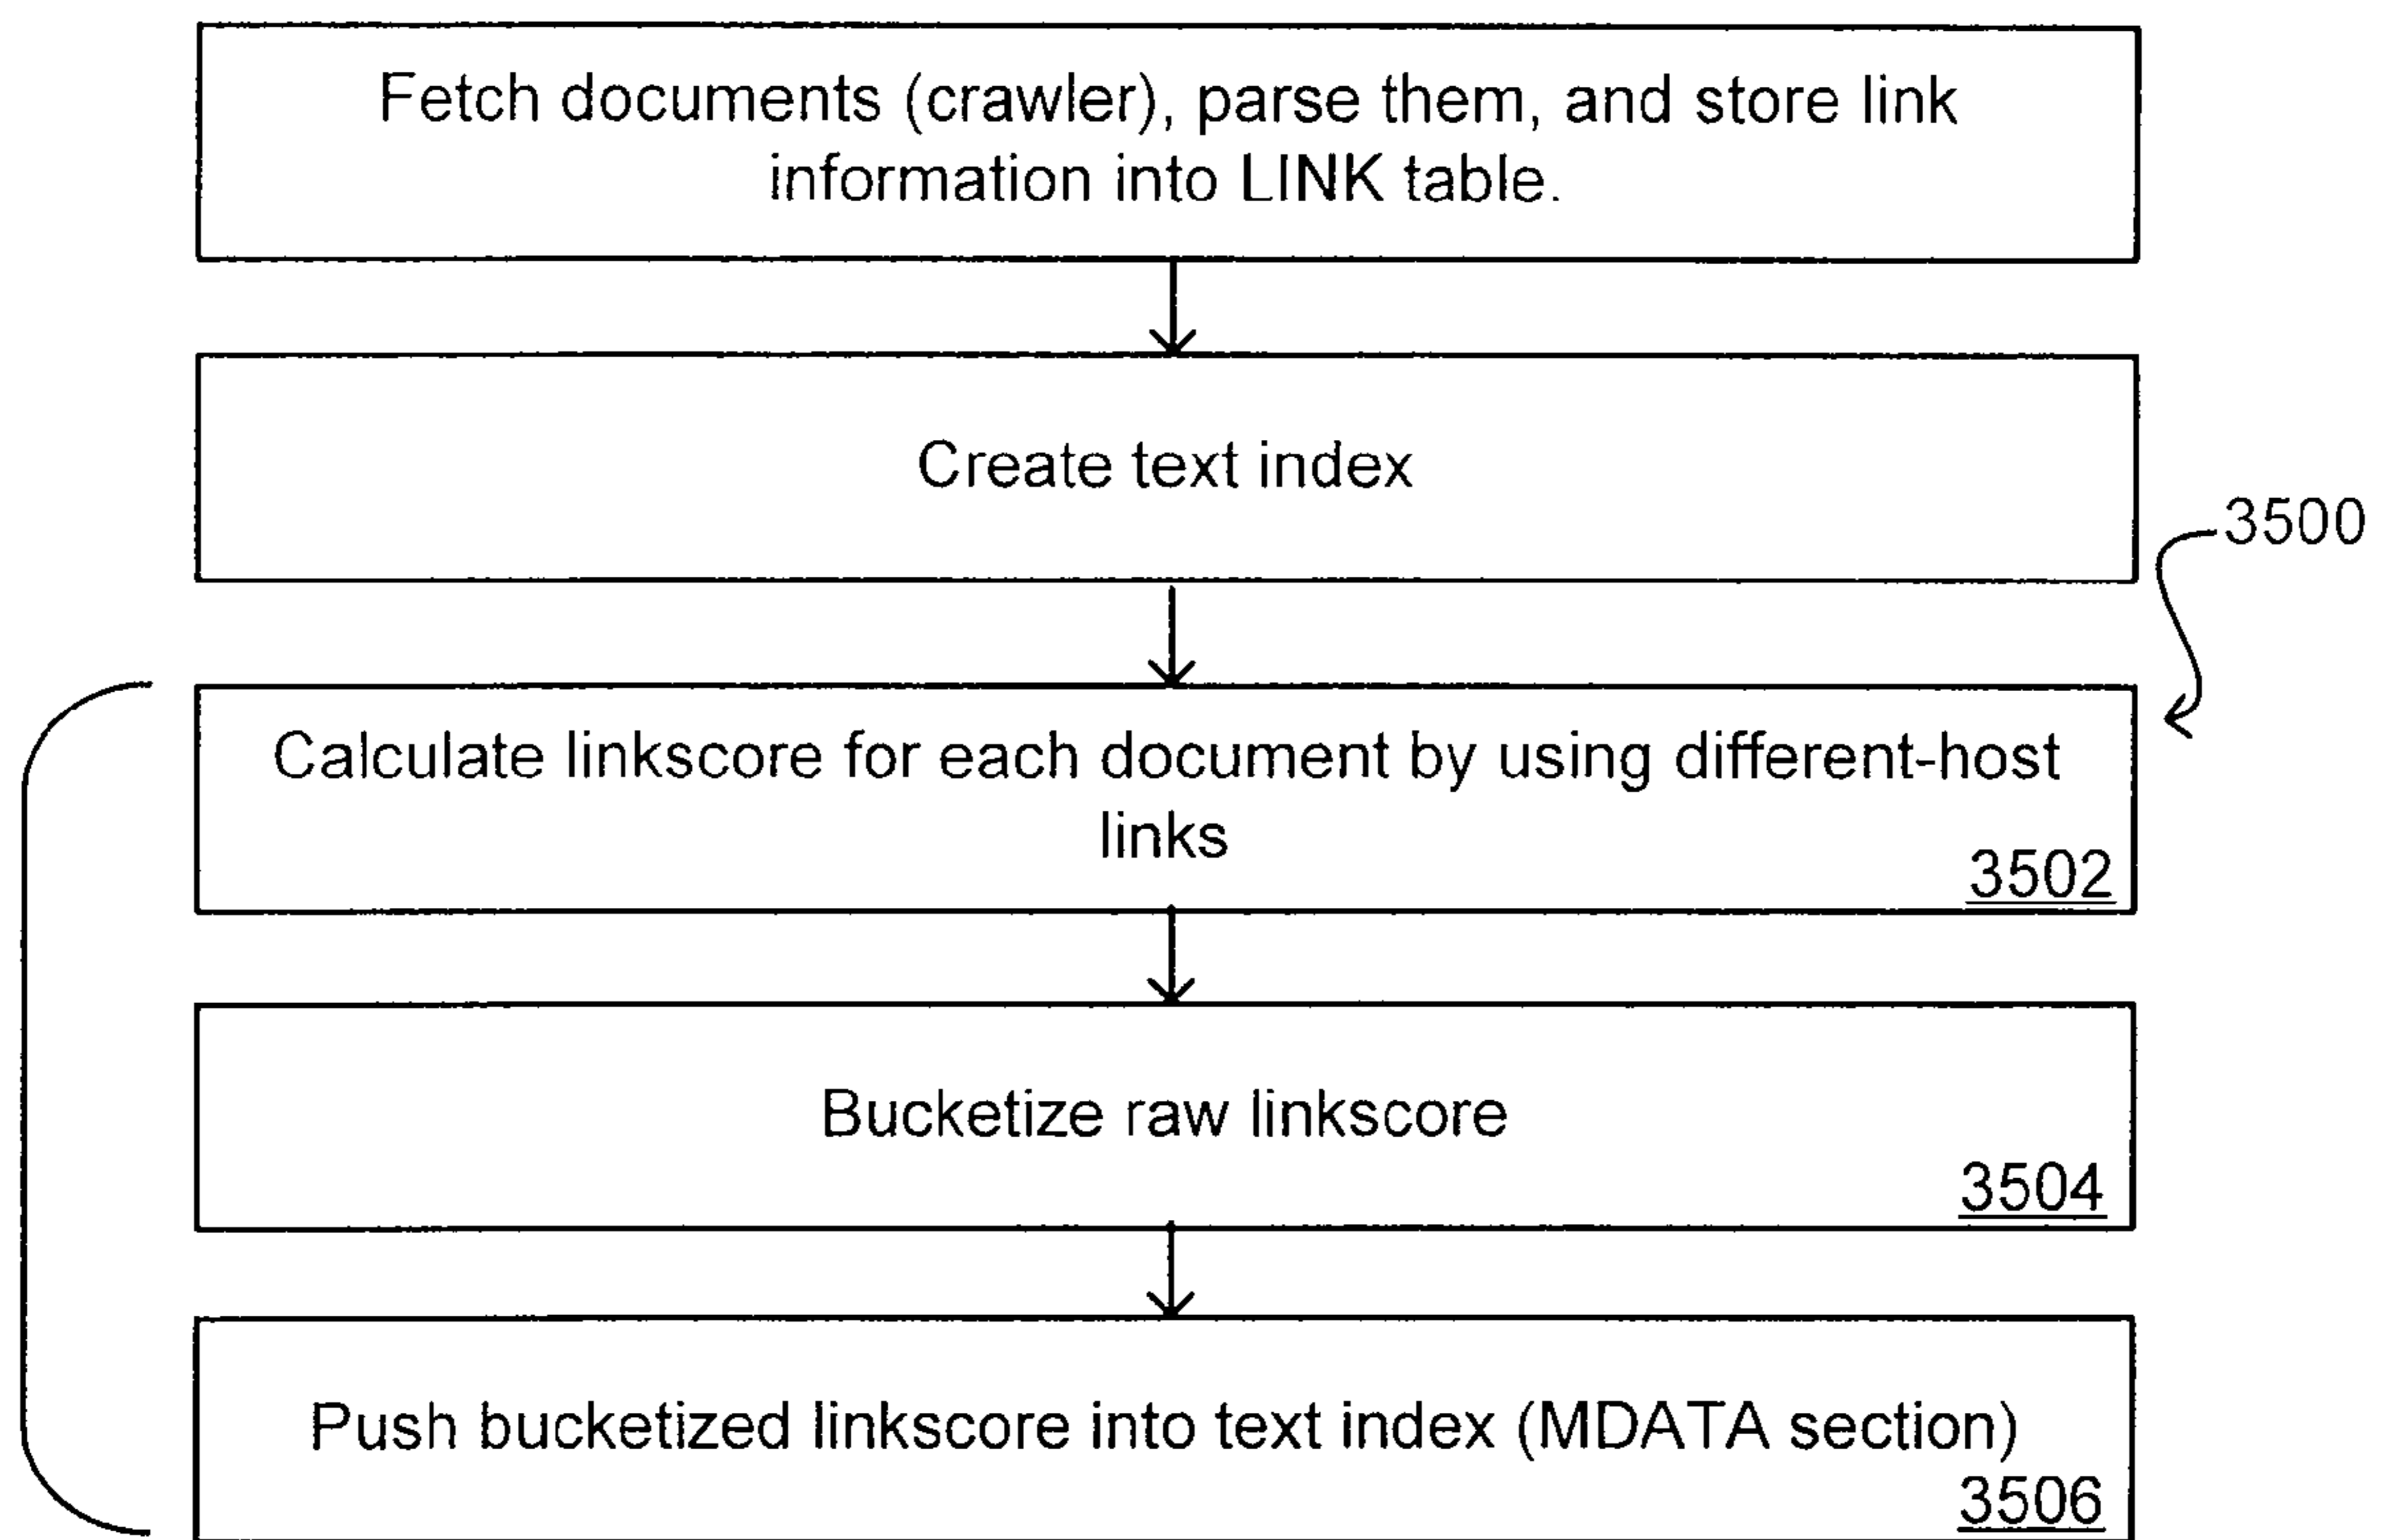 Fetch documents (crawler), parse them, and store link
information into LINK table.
Create text index
3500
Calculate linkscore for each document by using different-host
links
3502
Bucketize raw linkscore
3504
Push bucketized linkscore into text index (MDATA section)
3506